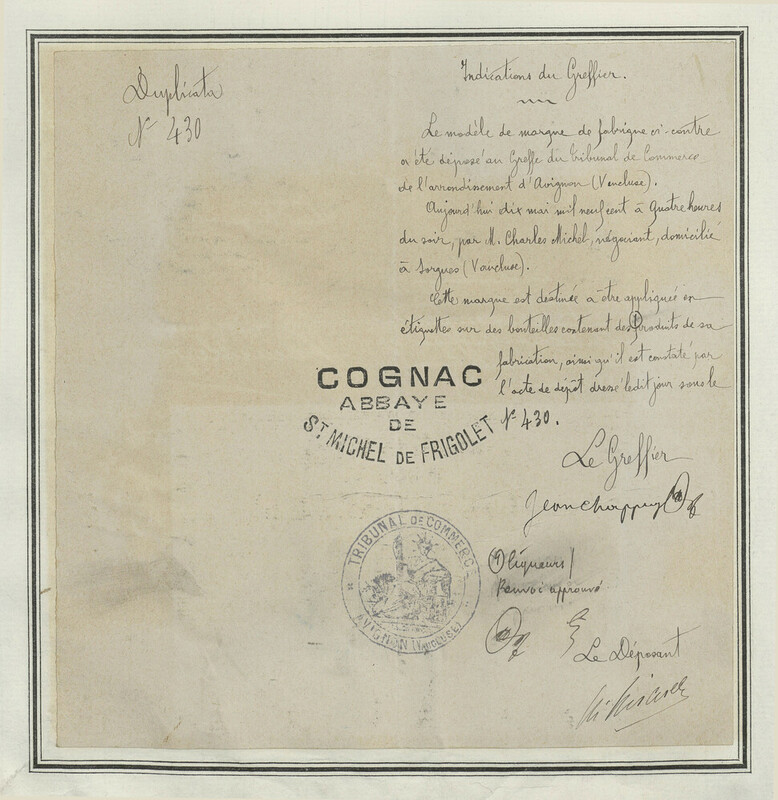 Duplicata
N° 430
Indications du Greffier.
Le modèle de marque de fabrique ci-contre
a été déposé au Greffe du Tribunal de Commerce
de l'arrondissement d'Avignon (Vaucluse).
Aujourd'hui dix mai mil neuf cent à quatre heures
du soir, par M. Charles Michel, négociant, domicilié
à Sorgues (Vaucluse).
Cette marque est destinée à être appliquée en
étiquettes sur des bouteilles contenant des produits de sa
fabrication, ainsi qu'il est constaté par
l'acte de dépôt dressé ledit jour sous le
N° 430.
COGNAC
ABBAYE
DE
ST MICHEL DE FRIGOLET
Le Greffier
Jean Chappuy
TRIBUNAL DE COMMERCE
AVIGNON (VAUCLUSE)
liqueurs/
Renvoi approuvé
Le Déposant